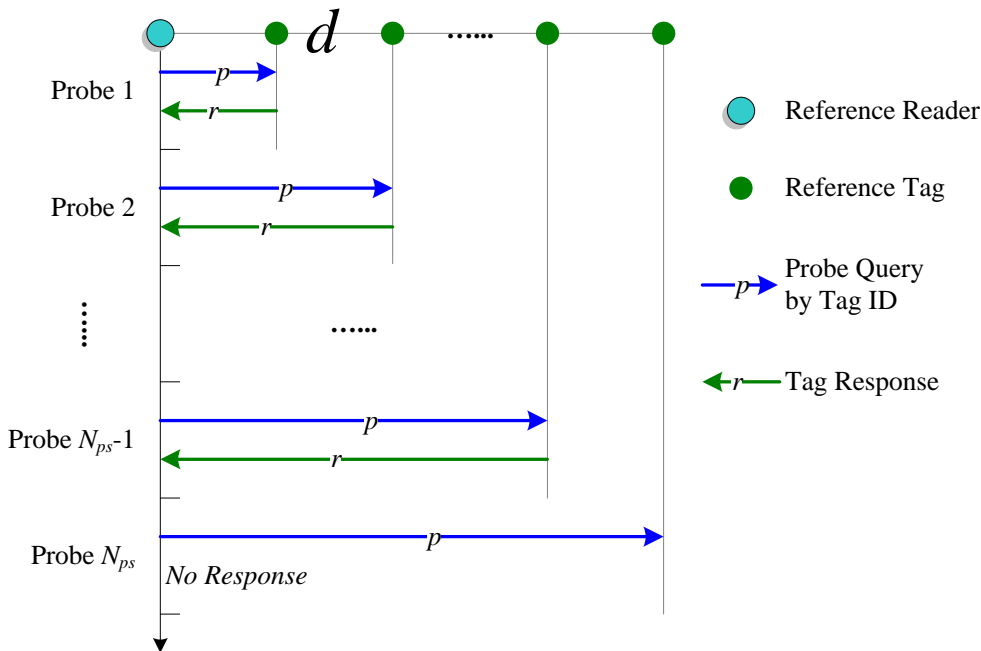 d
......
Probe 1
p
r
Probe 2
p
r
......
......
Probe N_ps-1
p
r
Probe N_ps
p
No Response
Reference Reader
Reference Tag
p
Probe Query
by Tag ID
r
Tag Response